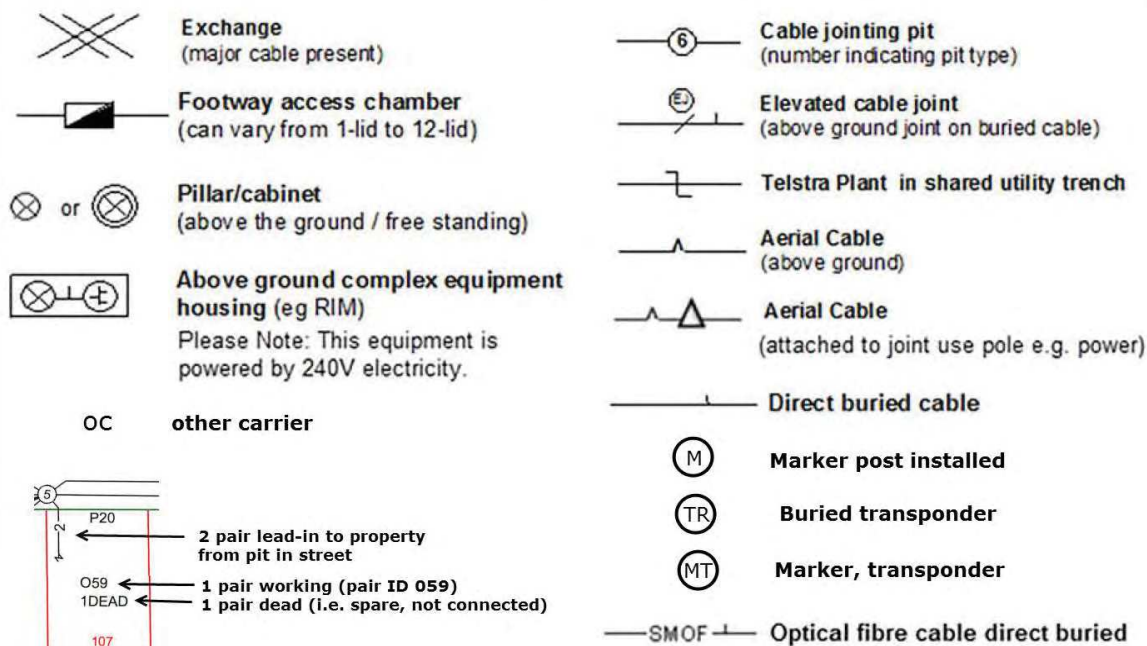 Exchange
(major cable present)
Footway access chamber
(can vary from 1-lid to 12-lid)
or
Pillar/cabinet
(above the ground / free standing)
Above ground complex equipment
housing (eg RIM)
Please Note: This equipment is
powered by 240V electricity.
OC other carrier
5
P20
2
2 pair lead-in to property
from pit in street
O59
1 pair working (pair ID 059)
1DEAD
1 pair dead (i.e. spare, not connected)
107
6
Cable jointing pit
(number indicating pit type)
EJ
Elevated cable joint
(above ground joint on buried cable)
Telstra Plant in shared utility trench
Aerial Cable
(above ground)
Aerial Cable
(attached to joint use pole e.g. power)
Direct buried cable
M Marker post installed
TR Buried transponder
MT Marker, transponder
SMOF Optical fibre cable direct buried